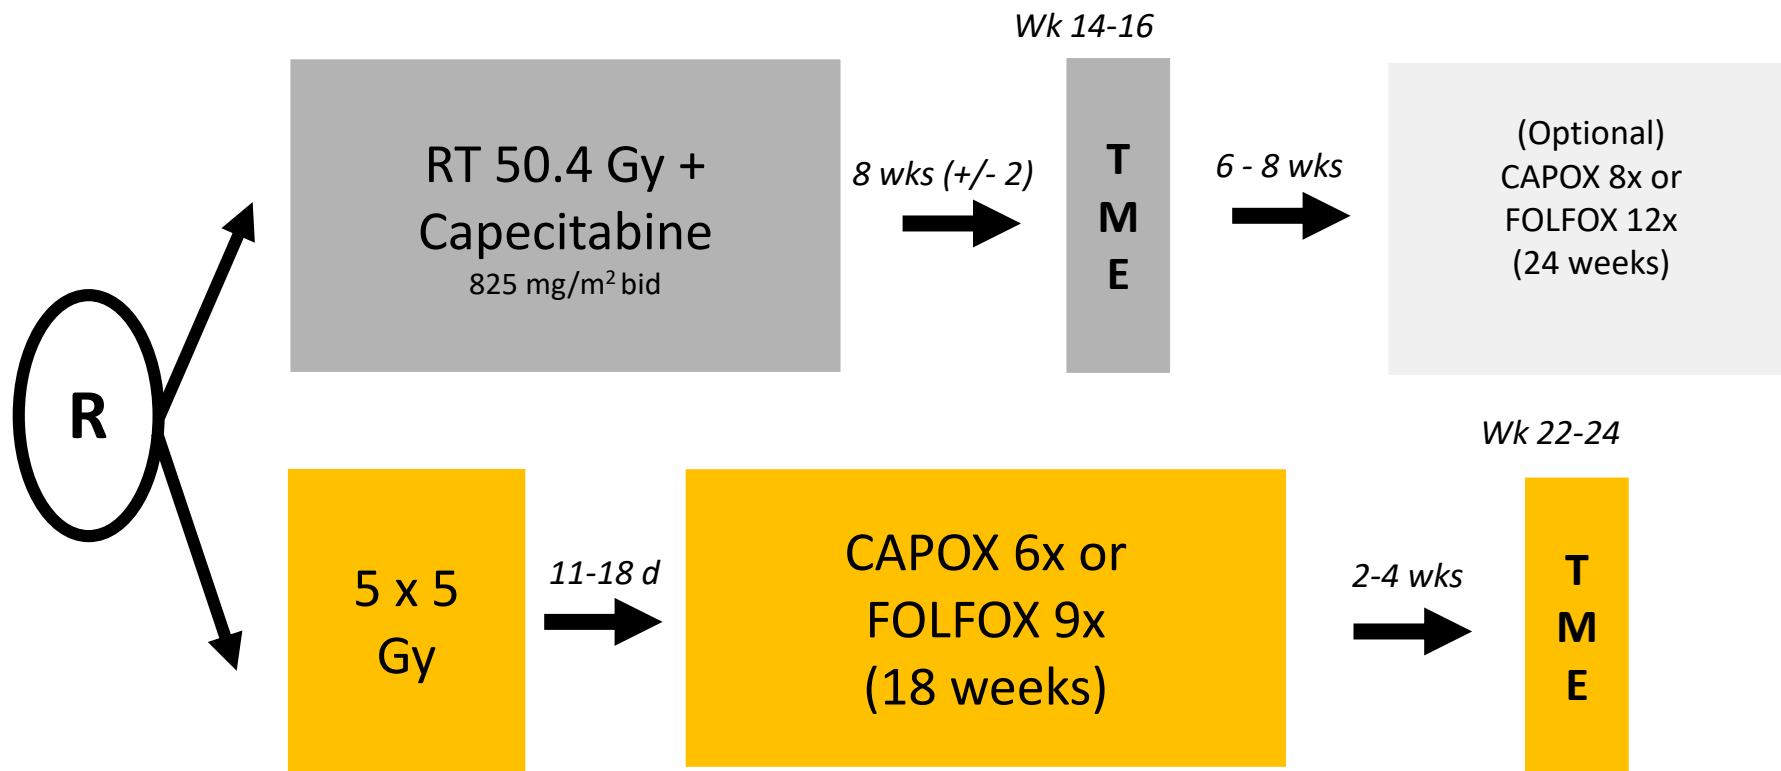 Wk 14-16
RT 50.4 Gy +
Capecitabine
825 mg/m² bid
8 wks (+/- 2)
T
M
E
6 - 8 wks
(Optional)
CAPOX 8x or
FOLFOX 12x
(24 weeks)
R
5 x 5
Gy
11-18 d
CAPOX 6x or
FOLFOX 9x
(18 weeks)
2-4 wks
Wk 22-24
T
M
E